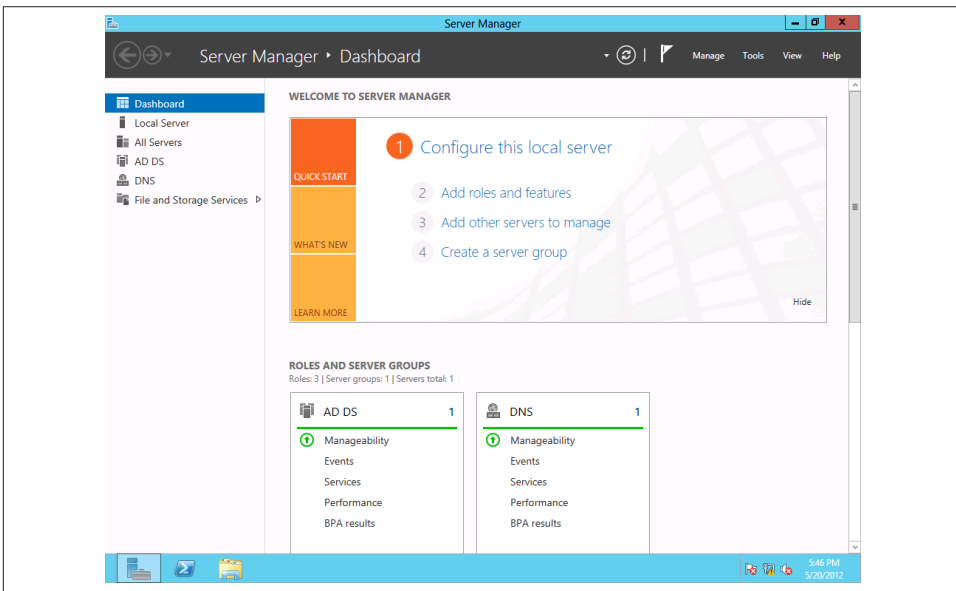 Server Manager
Server Manager ‣ Dashboard
Manage Tools View Help
Dashboard
Local Server
All Servers
AD DS
DNS
File and Storage Services
WELCOME TO SERVER MANAGER
QUICK START
WHAT'S NEW
LEARN MORE
1 Configure this local server
2 Add roles and features
3 Add other servers to manage
4 Create a server group
Hide
ROLES AND SERVER GROUPS
Roles: 3 | Server groups: 1 | Servers total: 1
AD DS 1
Manageability
Events
Services
Performance
BPA results
DNS 1
Manageability
Events
Services
Performance
BPA results
5:46 PM
5/20/2012